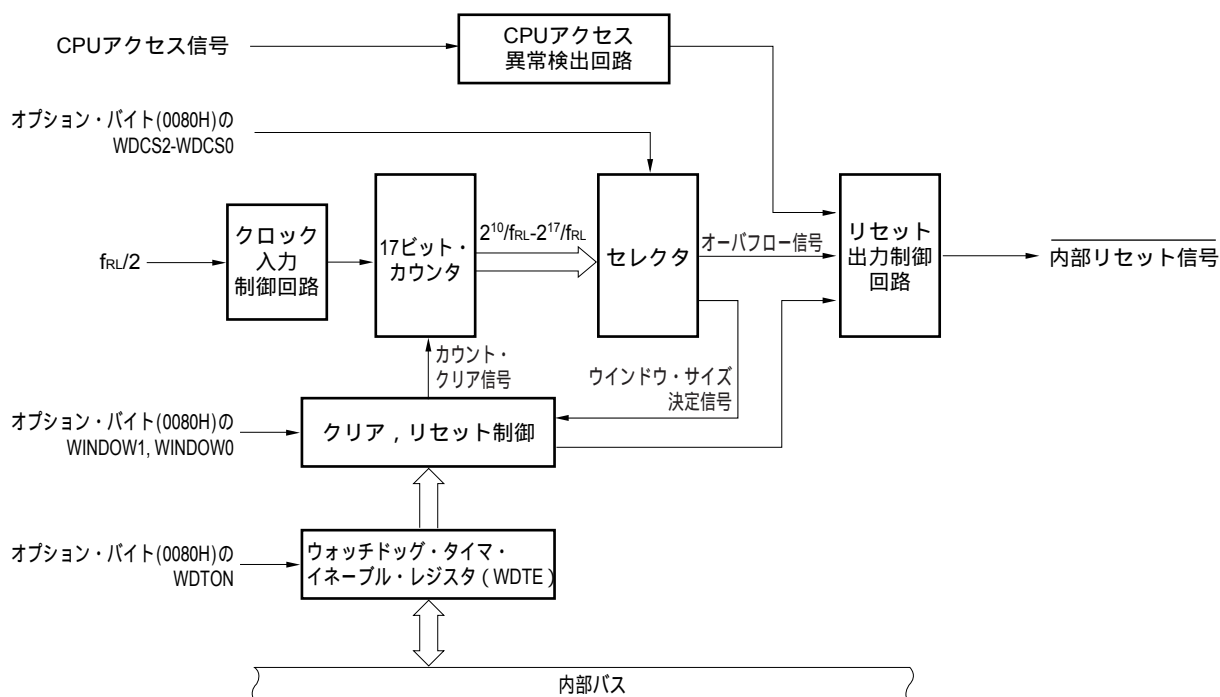 CPUアクセス信号
CPUアクセス
異常検出回路
オプション・バイト(0080H)の
WDCS2-WDCS0
fRL/2
クロック
入力
制御回路
17ビット・
カウンタ
2^10/fRL-2^17/fRL
セレクタ
オーバフロー信号
リセット
出力制御
回路
内部リセット信号
カウント・
クリア信号
ウインドウ・サイズ
決定信号
オプション・バイト(0080H)の
WINDOW1, WINDOW0
クリア，リセット制御
オプション・バイト(0080H)の
WDTON
ウォッチドッグ・タイマ・
イネーブル・レジスタ（WDTE）
内部バス